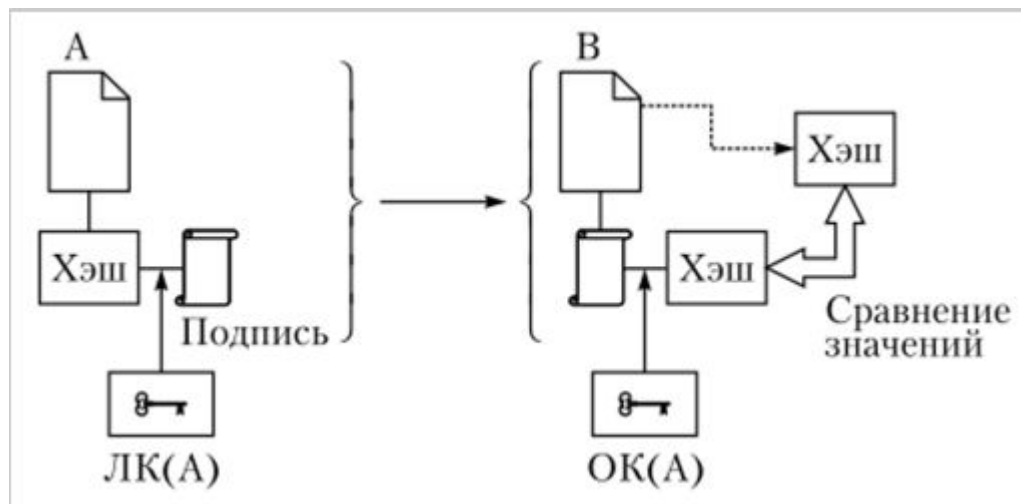 А
В
Хэш
Хэш
Хэш
Подпись
Сравнение
значений
ЛК(А)
ОК(А)